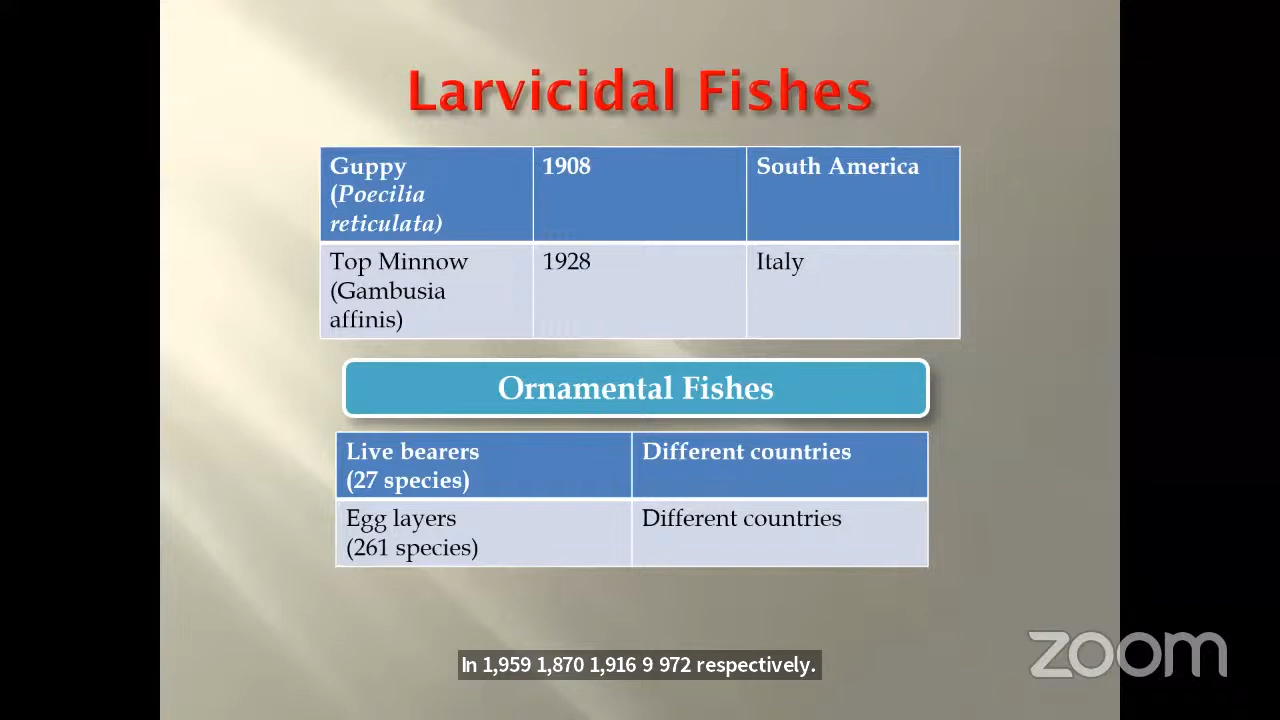 Larvicidal Fishes
Guppy
(Poecilia
reticulata)
1908
South America
Top Minnow
(Gambusia
affinis)
1928
Italy
Ornamental Fishes
Live bearers
(27 species)
Different countries
Egg layers
(261 species)
Different countries
In 1,959 1,870 1,916 9 972 respectively.
zoom